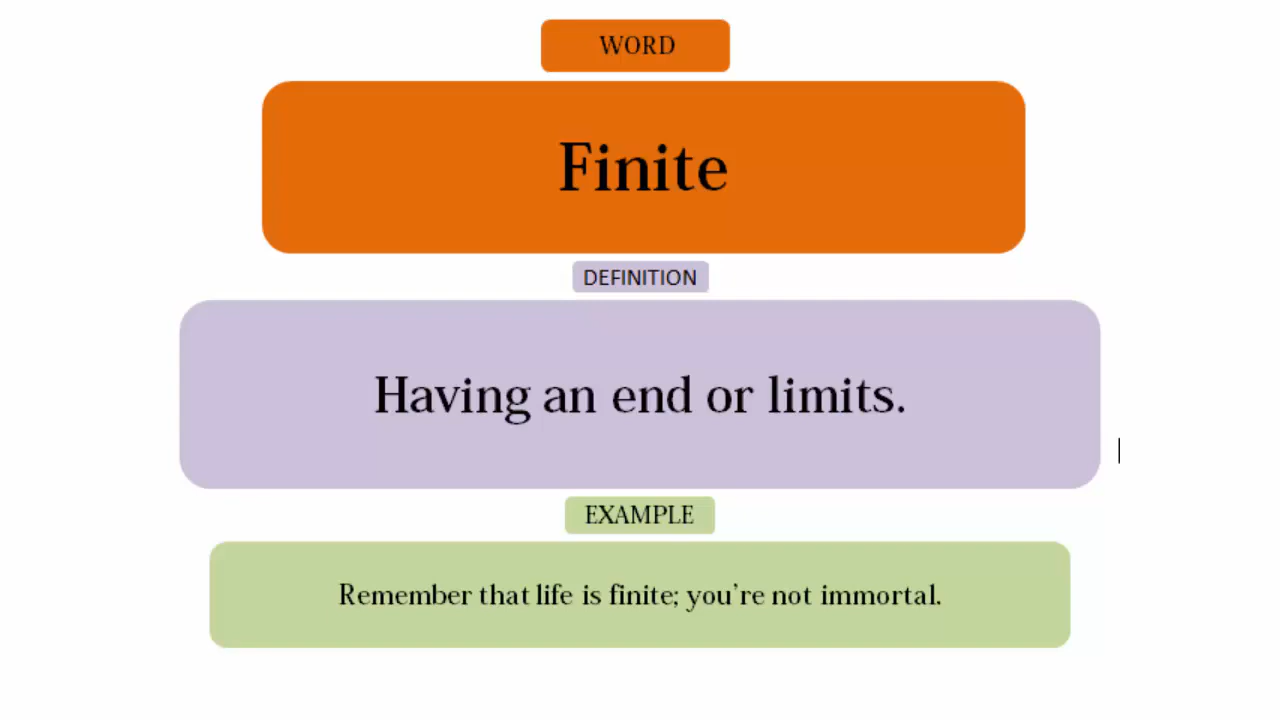 WORD
Finite
DEFINITION
Having an end or limits.
EXAMPLE
Remember that life is finite; you're not immortal.